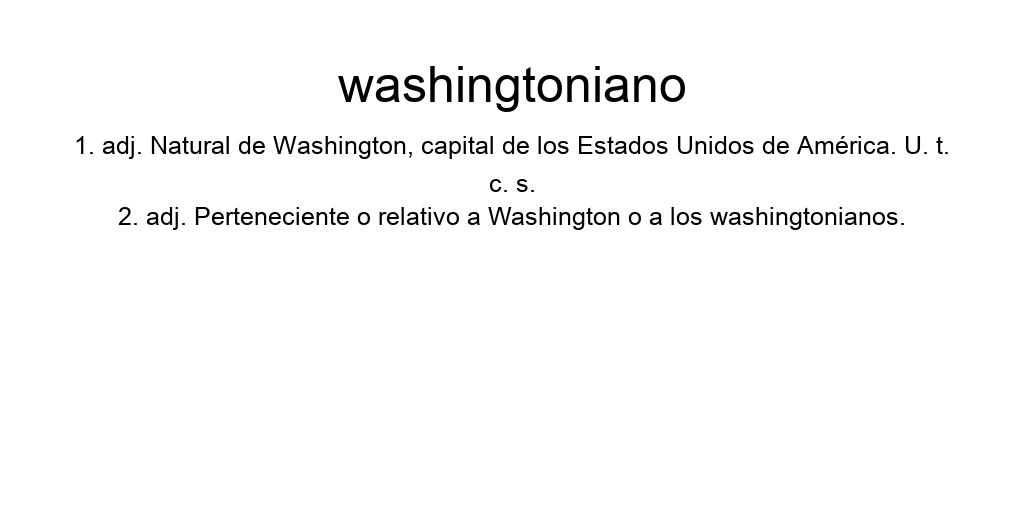 washingtoniano
1. adj. Natural de Washington, capital de los Estados Unidos de América. U. t.
c. s.
2. adj. Perteneciente o relativo a Washington o a los washingtonianos.